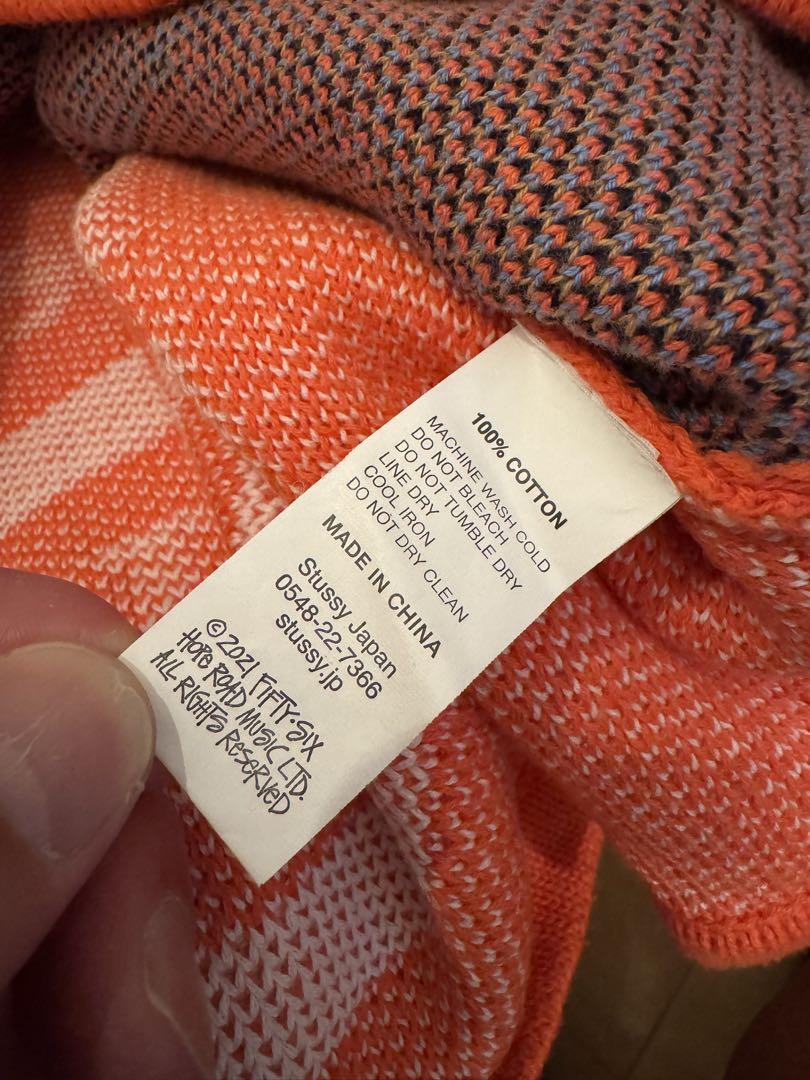 100% COTTON
MACHINE WASH COLD
DO NOT BLEACH
DO NOT TUMBLE DRY
LINE DRY
COOL IRON
DO NOT DRY CLEAN
MADE IN CHINA
Stussy Japan
0548-22-7366
stussy.jp
©2021 FIFTY-SIX
HOPE ROAD MUSIC LTD.
ALL RIGHTS RESERVED